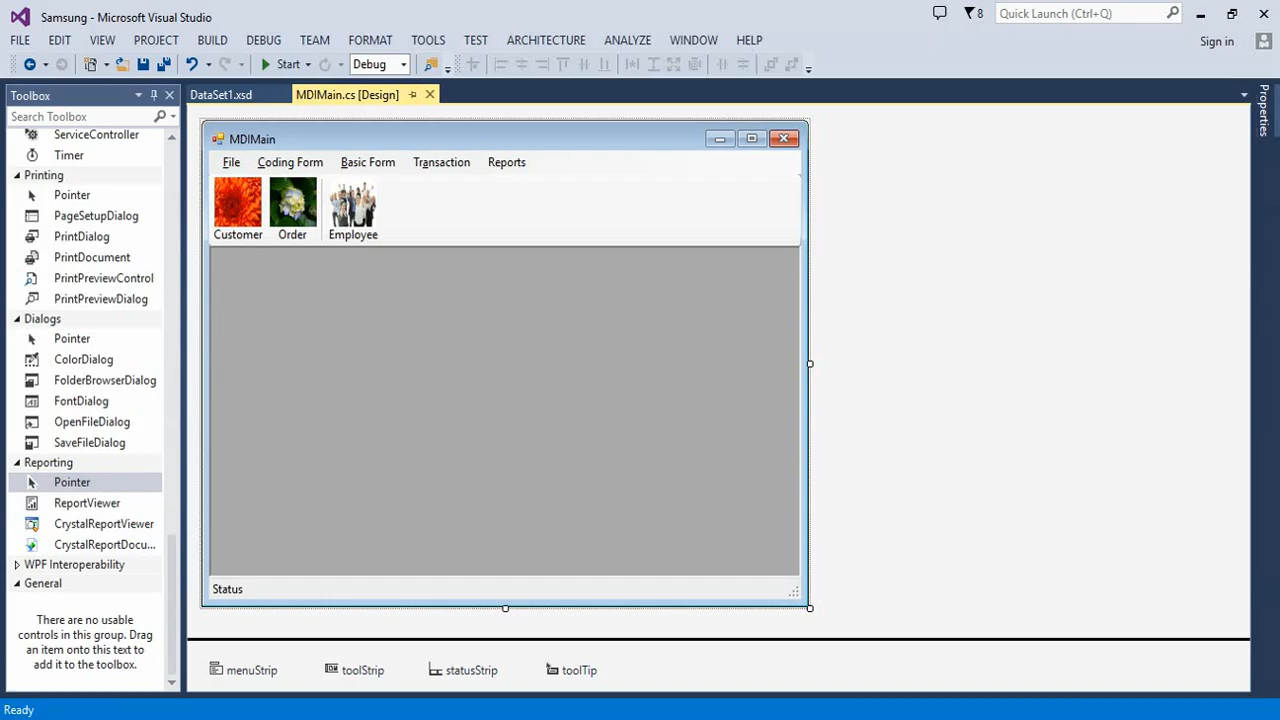 Samsung - Microsoft Visual Studio
8
Quick Launch (Ctrl+Q)
FILE EDIT VIEW PROJECT BUILD DEBUG TEAM FORMAT TOOLS TEST ARCHITECTURE ANALYZE WINDOW HELP
Sign in
Start Debug
Toolbox
DataSet1.xsd
MDIMain.cs [Design]
Properties
Search Toolbox
ServiceController
Timer
Printing
Pointer
PageSetupDialog
PrintDialog
PrintDocument
PrintPreviewControl
PrintPreviewDialog
Dialogs
Pointer
ColorDialog
FolderBrowserDialog
FontDialog
OpenFileDialog
SaveFileDialog
Reporting
Pointer
ReportViewer
CrystalReportViewer
CrystalReportDocu...
WPF Interoperability
General
There are no usable
controls in this group. Drag
an item onto this text to
add it to the toolbox.
MDIMain
File Coding Form Basic Form Transaction Reports
Customer Order Employee
Status
menuStrip toolStrip statusStrip toolTip
Ready